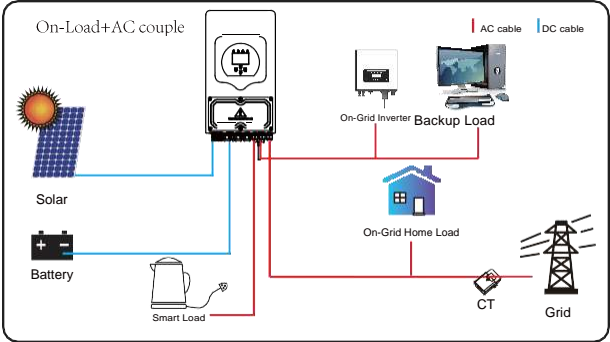 On-Load+AC couple
AC cable
DC cable
On-Grid Inverter
Backup Load
Solar
On-Grid Home Load
Battery
CT
Grid
Smart Load